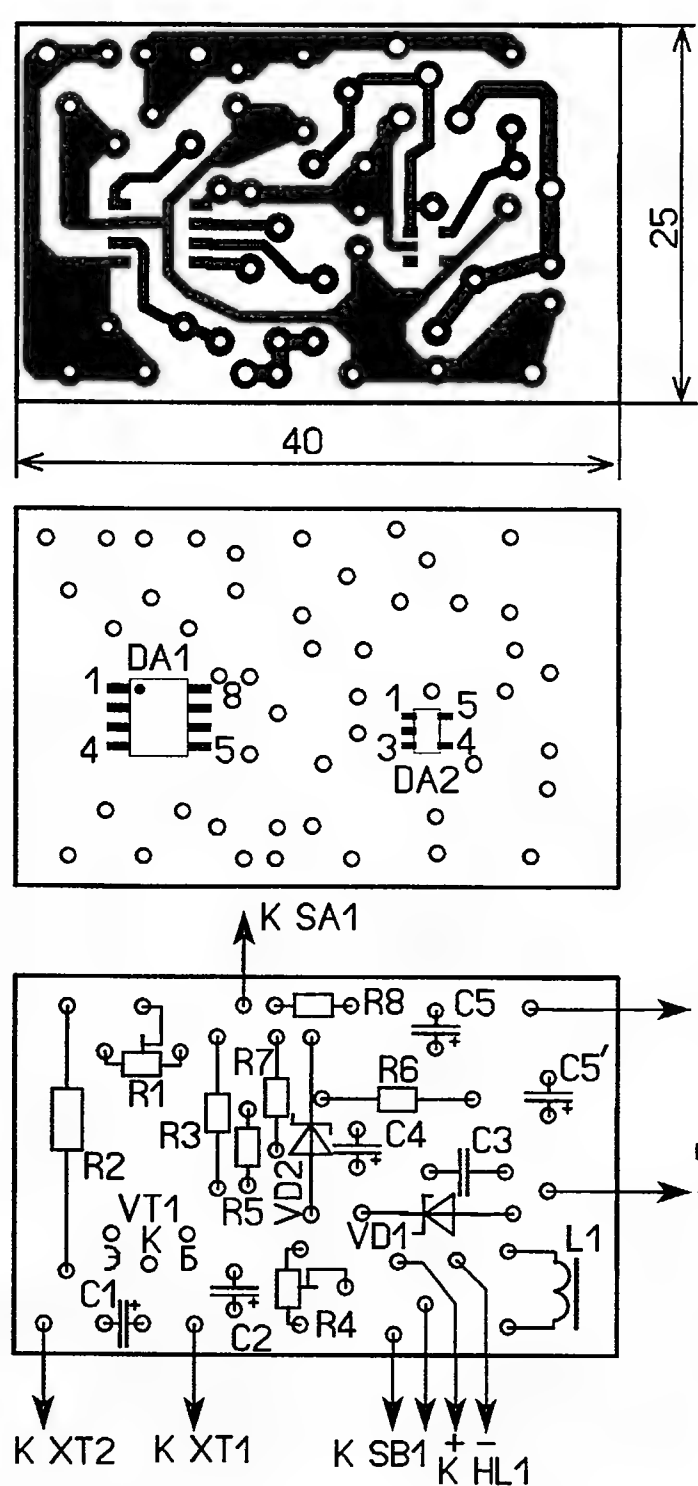 25
40
DA1
1 8
4 5
1 5
3 4
DA2
К SA1
R8 C5
R1 R7 R6 C5′
R2 R3 R5 VD2 C4 C3
VT1
Э К Б
VD1 L1
C1 C2 R4
К XT2 К XT1 К SB1 + −
К HL1